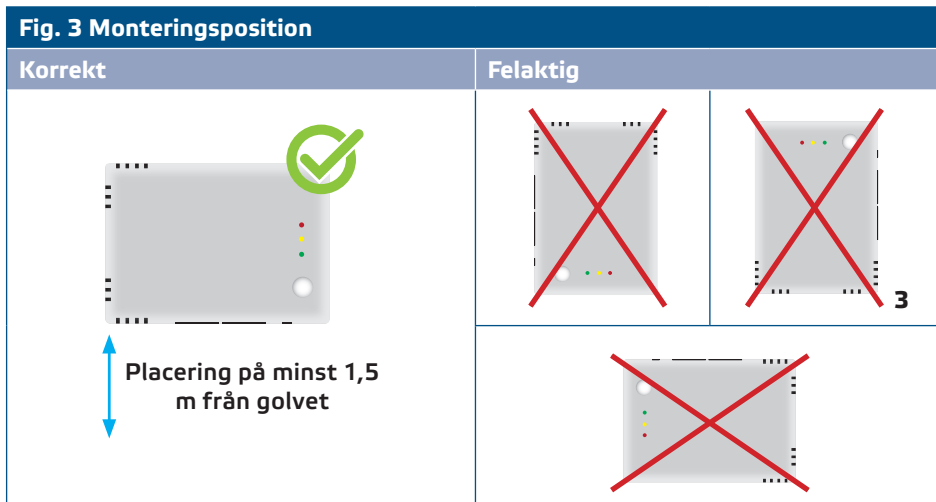 Fig. 3 Monteringsposition
Korrekt
Felaktig
Placering på minst 1,5
m från golvet
3